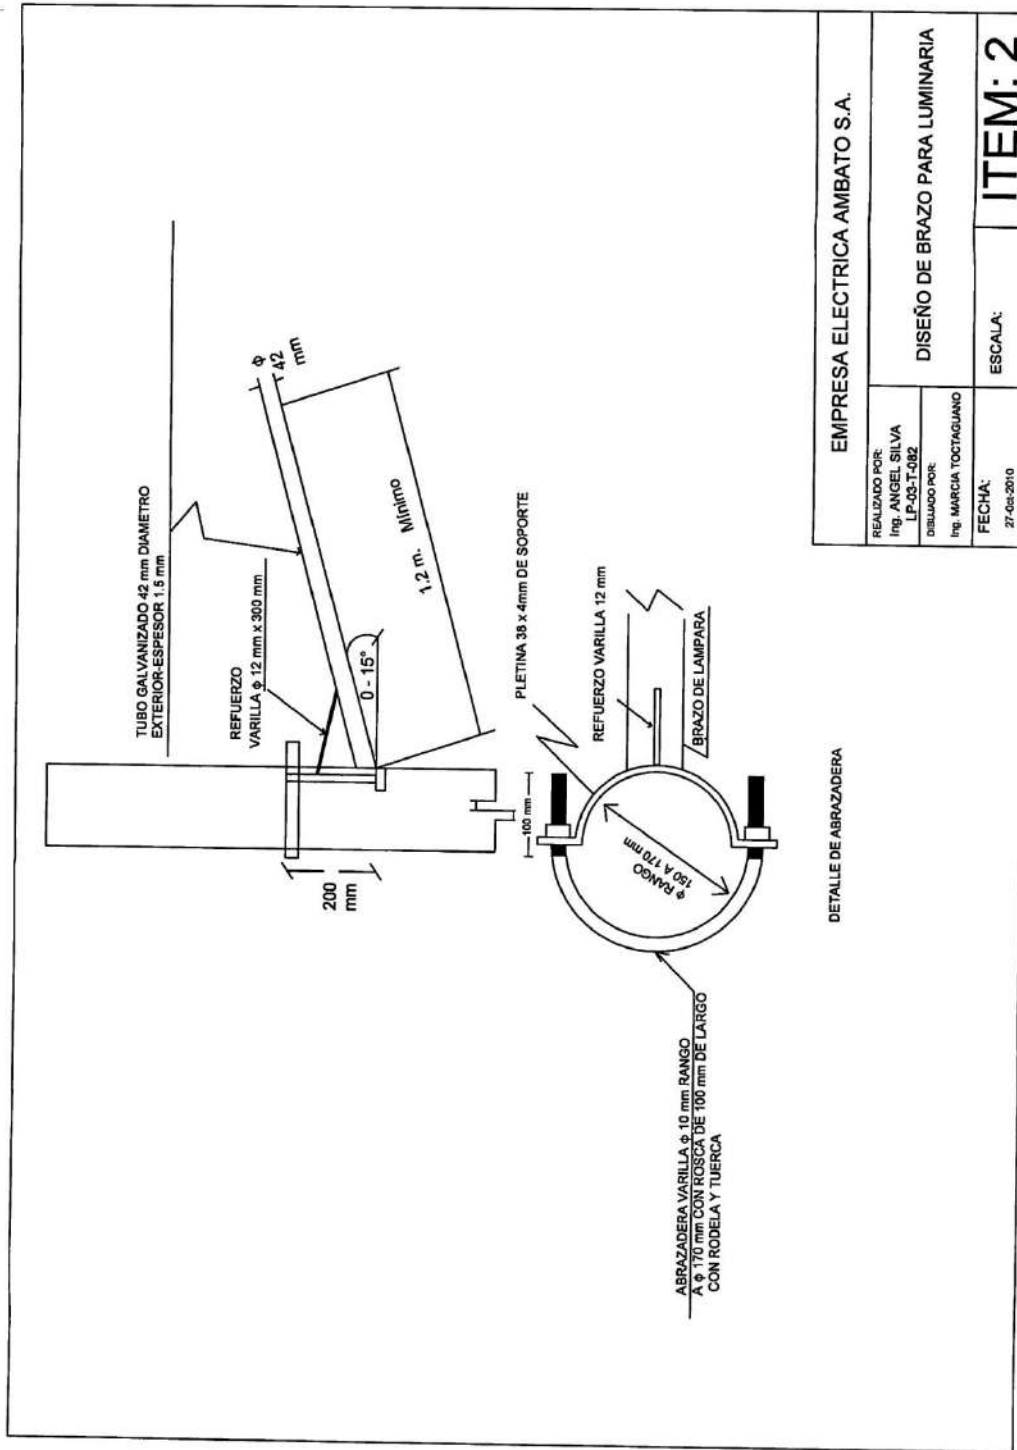 TUBO GALVANIZADO 42 mm DIAMETRO
EXTERIOR-ESPESOR 1.5 mm
REFUERZO
VARILLA ϕ 12 mm x 300 mm
ϕ
42
mm
1.2 m. Mínimo
0 - 15°
200
mm
PLETINA 38 x 4mm DE SOPORTE
REFUERZO VARILLA 12 mm
BRAZO DE LAMPARA
100 mm
ϕ RANGO
150 A 170 mm
ABRAZADERA VARILLA ϕ 10 mm RANGO
A ϕ 170 mm CON ROSCA DE 100 mm DE LARGO
CON RODELA Y TUERCA
DETALLE DE ABRAZADERA
EMPRESA ELECTRICA AMBATO S.A.
REALIZADO POR:
Ing. ANGEL SILVA
LP-03-T-082
DIBUJADO POR:
Ing. MARCIA TOCTAGUANO
DISEÑO DE BRAZO PARA LUMINARIA
FECHA:
27-Oct-2010
ESCALA:
ITEM: 2